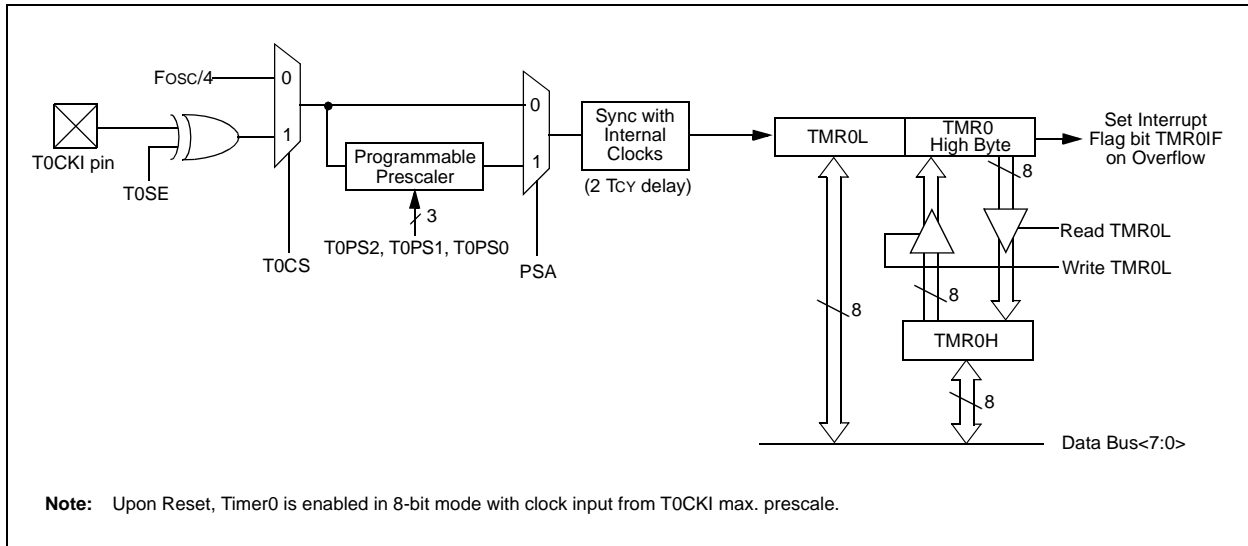 FOSC/4
0
1
T0CKI pin
T0SE
T0CS
Programmable
Prescaler
3
T0PS2, T0PS1, T0PS0
0
1
PSA
Sync with
Internal
Clocks
(2 TCY delay)
TMR0L
TMR0
High Byte
Set Interrupt
Flag bit TMR0IF
on Overflow
8
Read TMR0L
Write TMR0L
8
8
TMR0H
8
Data Bus<7:0>
Note: Upon Reset, Timer0 is enabled in 8-bit mode with clock input from T0CKI max. prescale.